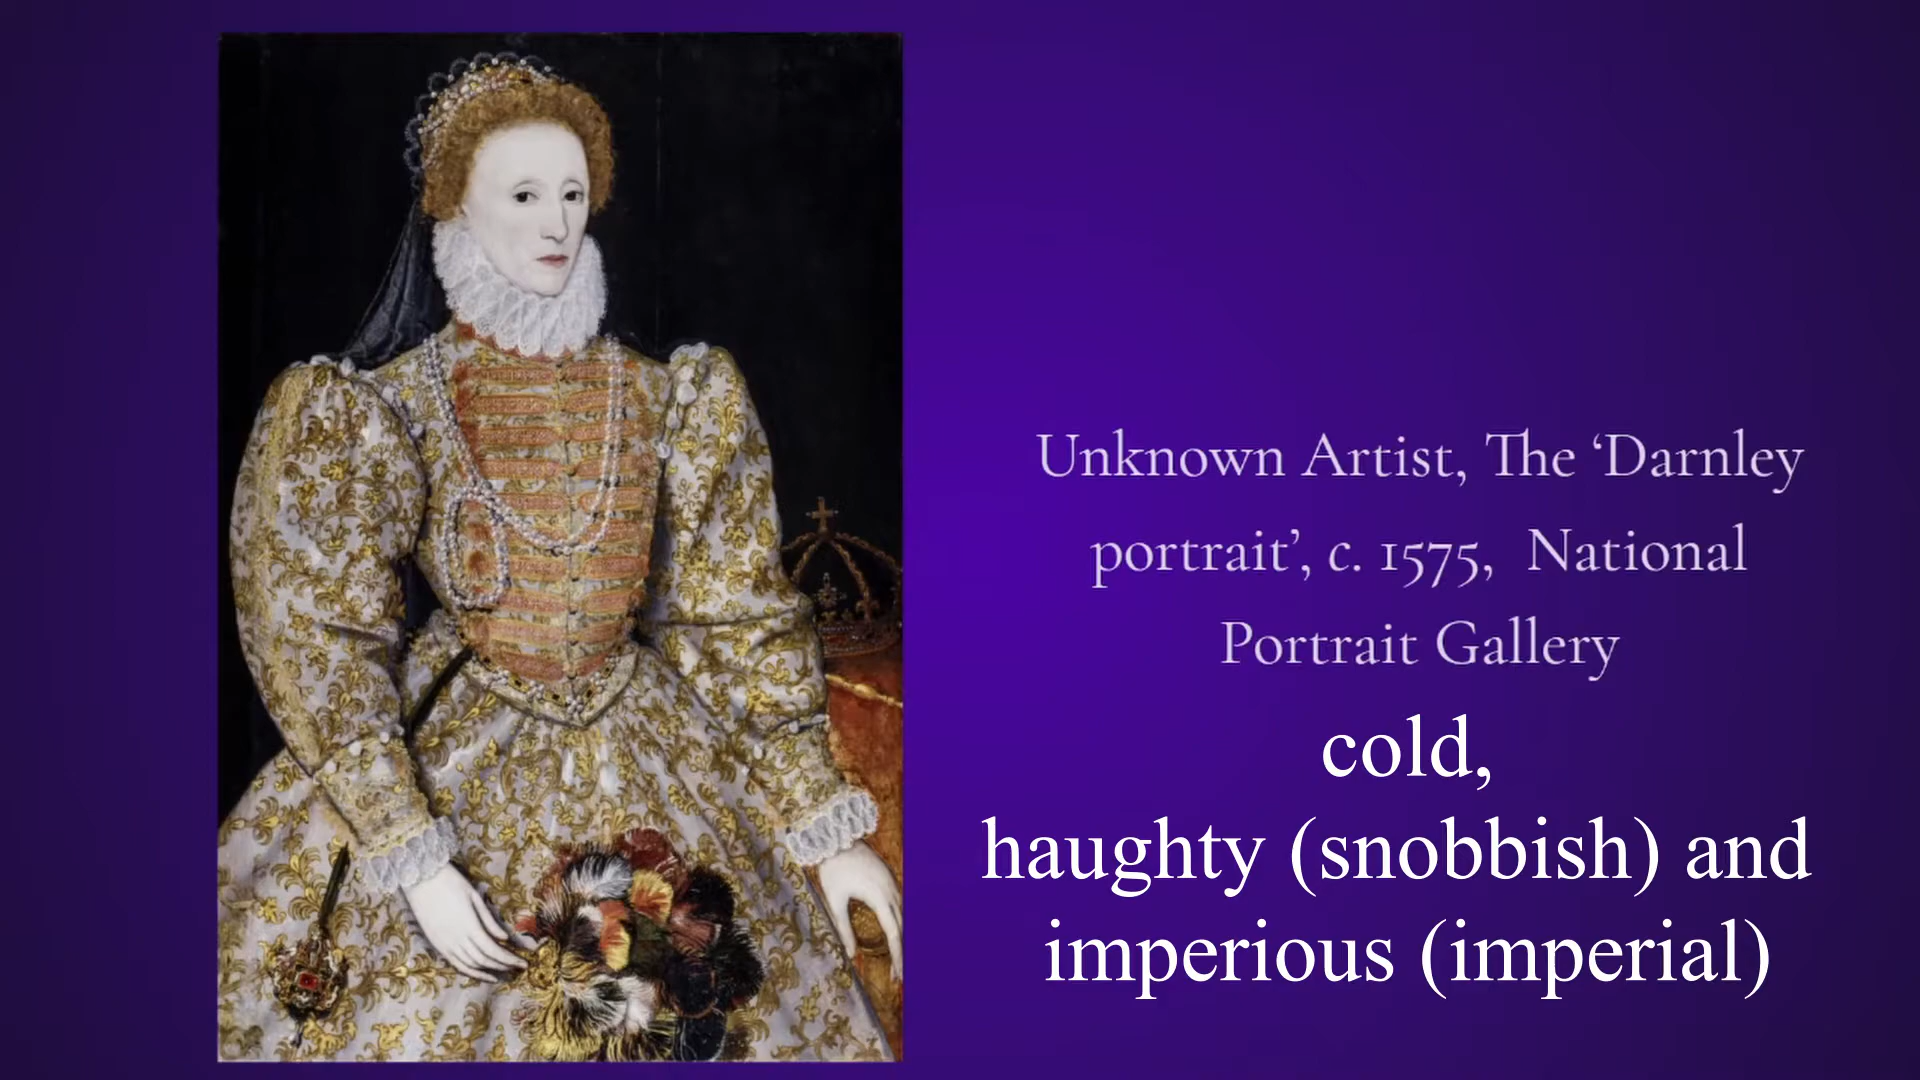 Unknown Artist, The ‘Darnley
portrait’, c. 1575, National
Portrait Gallery
cold,
haughty (snobbish) and
imperious (imperial)